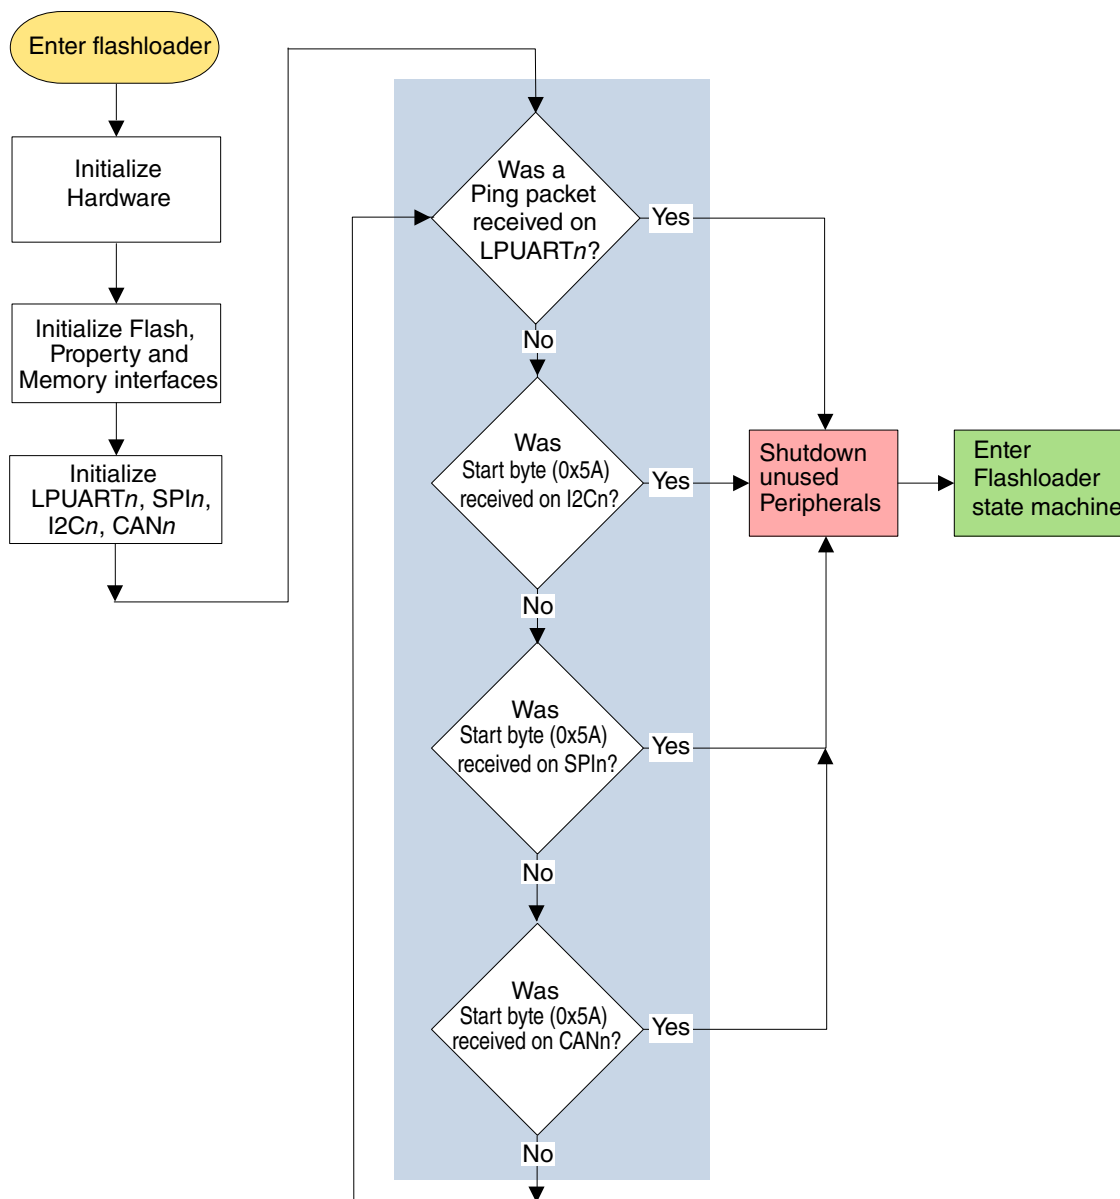 Enter flashloader
Initialize
Hardware
Initialize Flash,
Property and
Memory interfaces
Initialize
LPUARTn, SPIn,
I2Cn, CANn
Was a
Ping packet
received on
LPUARTn?
Yes
No
Was
Start byte (0x5A)
received on I2Cn?
Yes
No
Was
Start byte (0x5A)
received on SPIn?
Yes
No
Was
Start byte (0x5A)
received on CANn?
Yes
No
Shutdown
unused
Peripherals
Enter
Flashloader
state machine